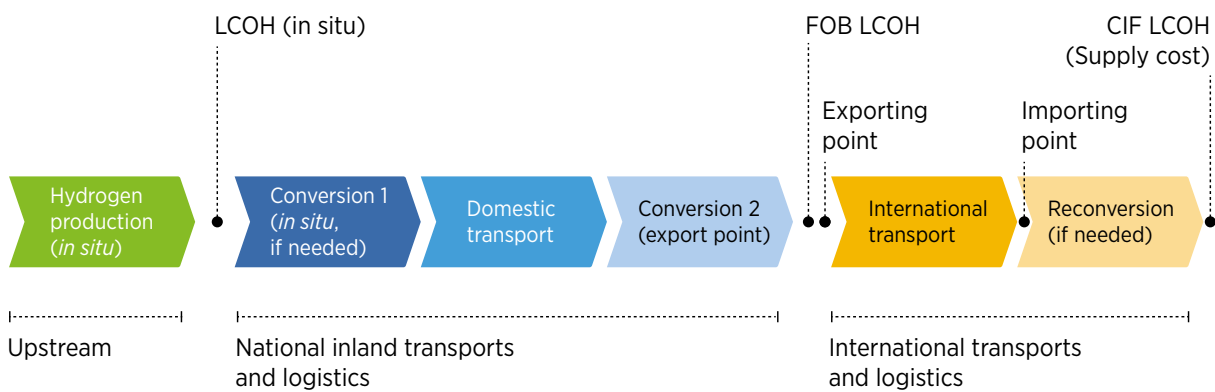 LCOH (in situ)
FOB LCOH
CIF LCOH
(Supply cost)
Exporting
point
Importing
point
Hydrogen
production
(in situ)
Conversion 1
(in situ,
if needed)
Domestic
transport
Conversion 2
(export point)
International
transport
Reconversion
(if needed)
Upstream
National inland transports
and logistics
International transports
and logistics